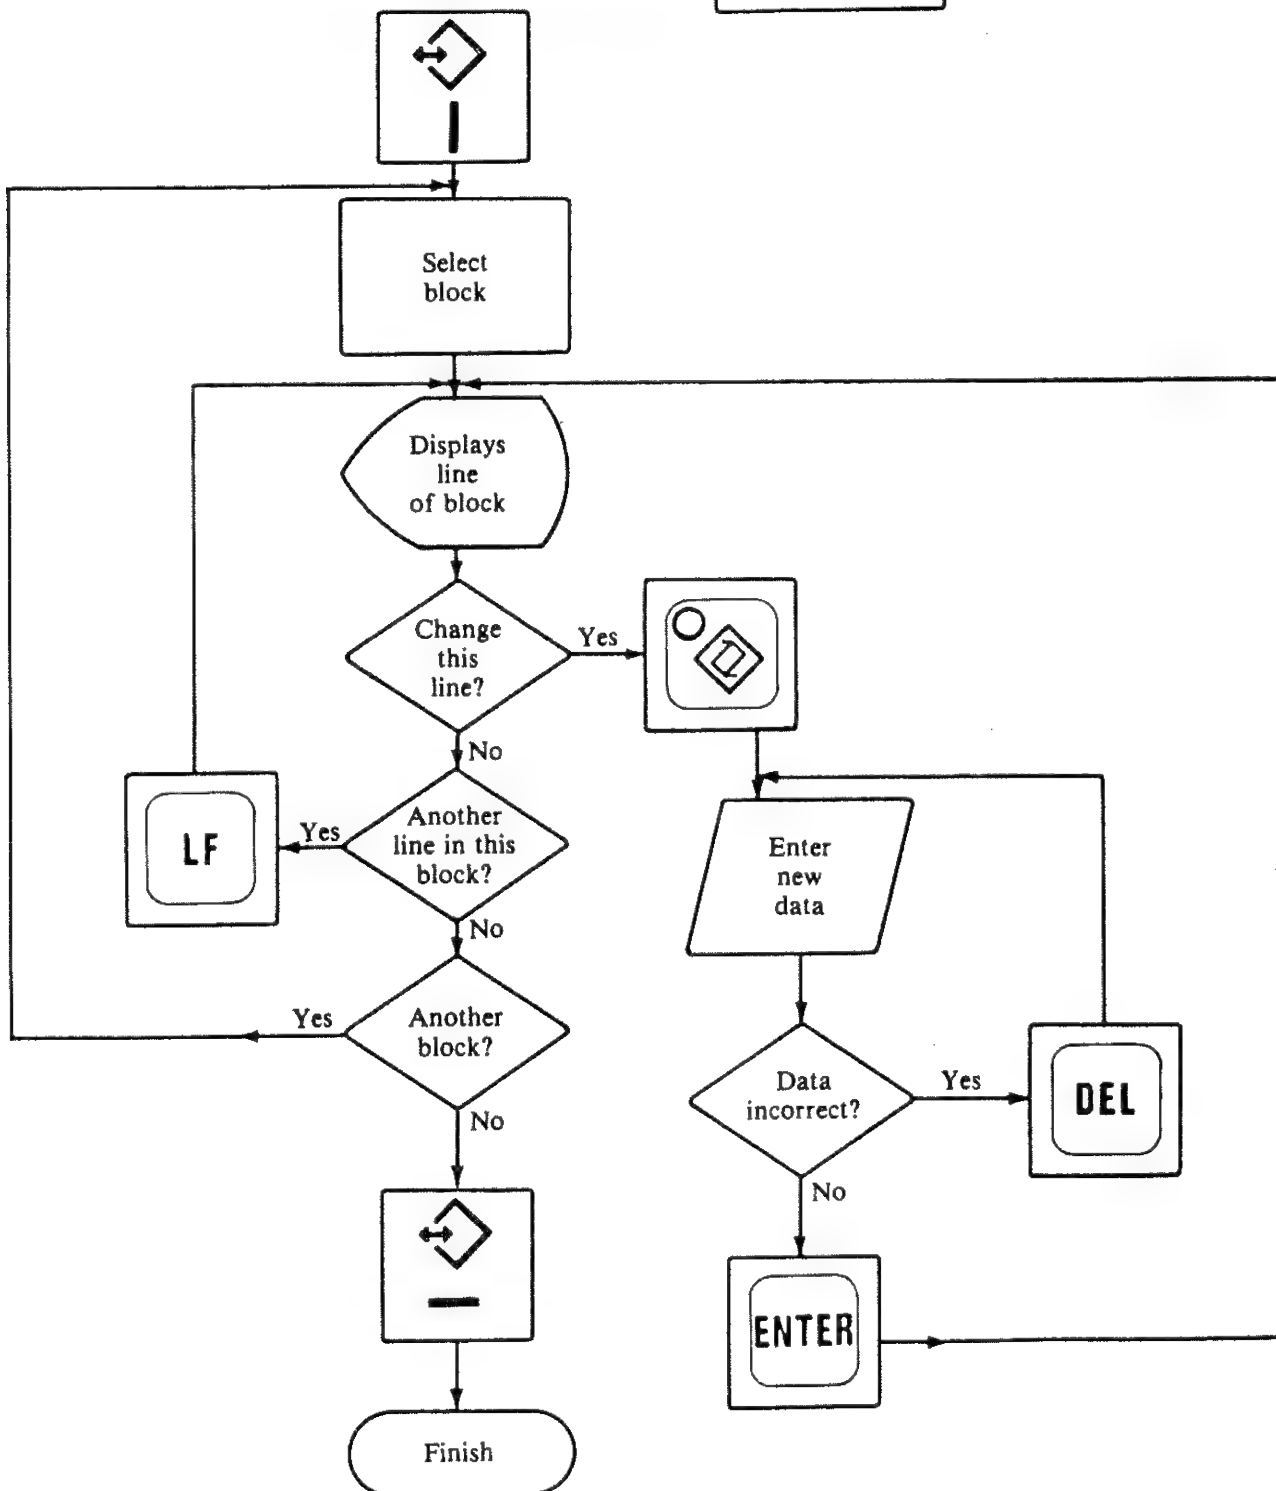 Select
block
Displays
line
of block
Change
this
line?
Yes
No
Another
line in this
block?
Yes
LF
No
Another
block?
Yes
No
Finish
Enter
new
data
Data
incorrect?
Yes
DEL
No
ENTER